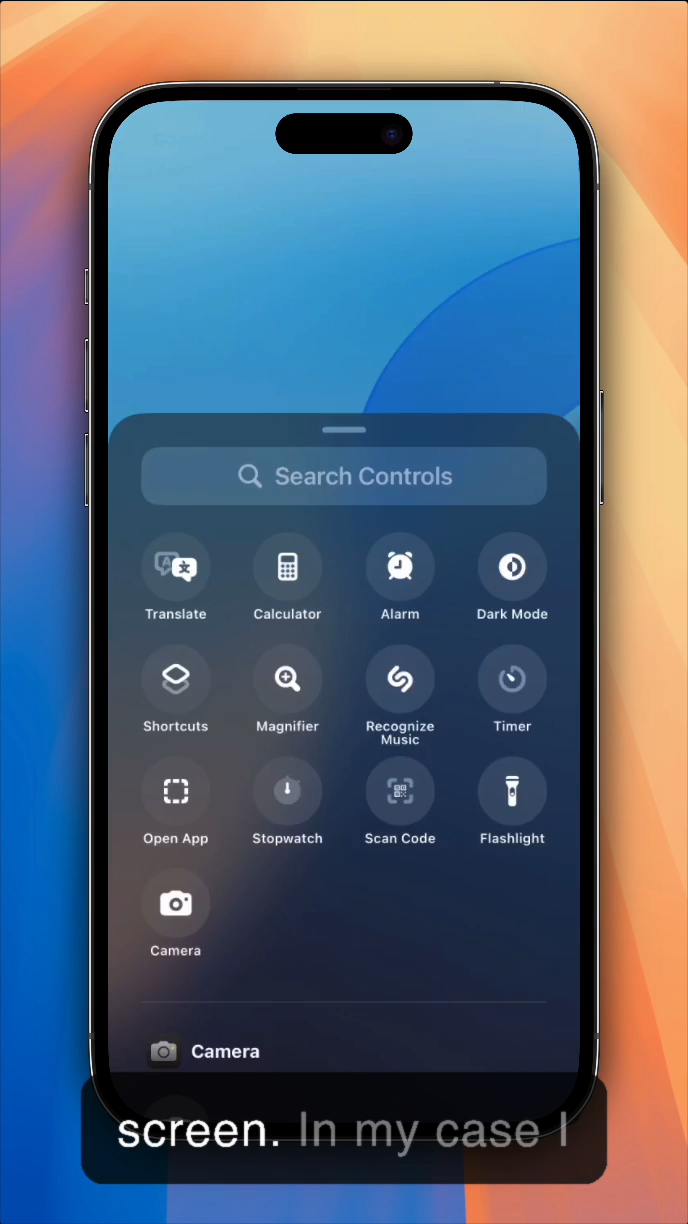 Search Controls
Translate
Calculator
Alarm
Dark Mode
Shortcuts
Magnifier
Recognize
Music
Timer
Open App
Stopwatch
Scan Code
Flashlight
Camera
Camera
screen. In my case I